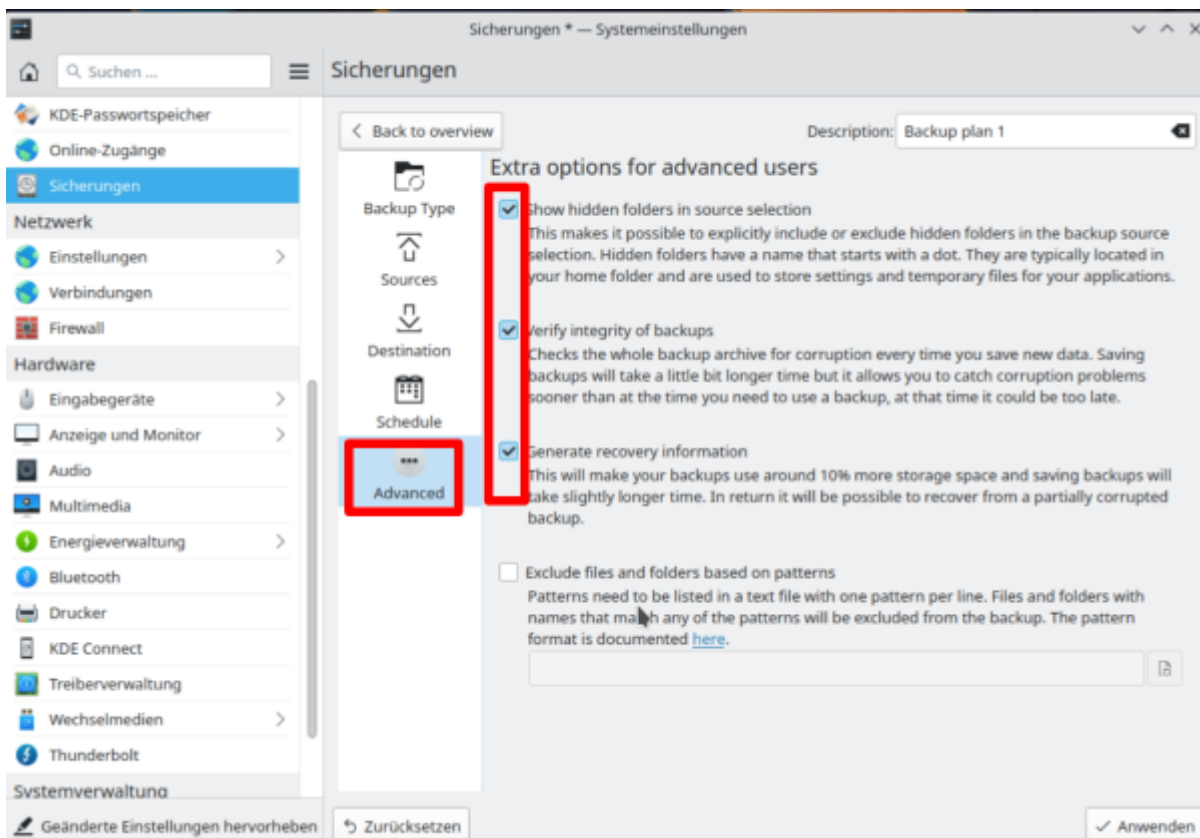 Sicherungen * — Systemeinstellungen
Suchen ...
Sicherungen
KDE-Passwortspeicher
Online-Zugänge
Sicherungen
Netzwerk
Einstellungen
Verbindungen
Firewall
Hardware
Eingabegeräte
Anzeige und Monitor
Audio
Multimedia
Energieverwaltung
Bluetooth
Drucker
KDE Connect
Treiberverwaltung
Wechselmedien
Thunderbolt
Systemverwaltung
Geänderte Einstellungen hervorheben
Back to overview
Description: Backup plan 1
Backup Type
Sources
Destination
Schedule
Advanced
Extra options for advanced users
Show hidden folders in source selection
This makes it possible to explicitly include or exclude hidden folders in the backup source
selection. Hidden folders have a name that starts with a dot. They are typically located in
your home folder and are used to store settings and temporary files for your applications.
Verify integrity of backups
Checks the whole backup archive for corruption every time you save new data. Saving
backups will take a little bit longer time but it allows you to catch corruption problems
sooner than at the time you need to use a backup, at that time it could be too late.
Generate recovery information
This will make your backups use around 10% more storage space and saving backups will
take slightly longer time. In return it will be possible to recover from a partially corrupted
backup.
Exclude files and folders based on patterns
Patterns need to be listed in a text file with one pattern per line. Files and folders with
names that match any of the patterns will be excluded from the backup. The pattern
format is documented here.
Zurücksetzen
Anwenden